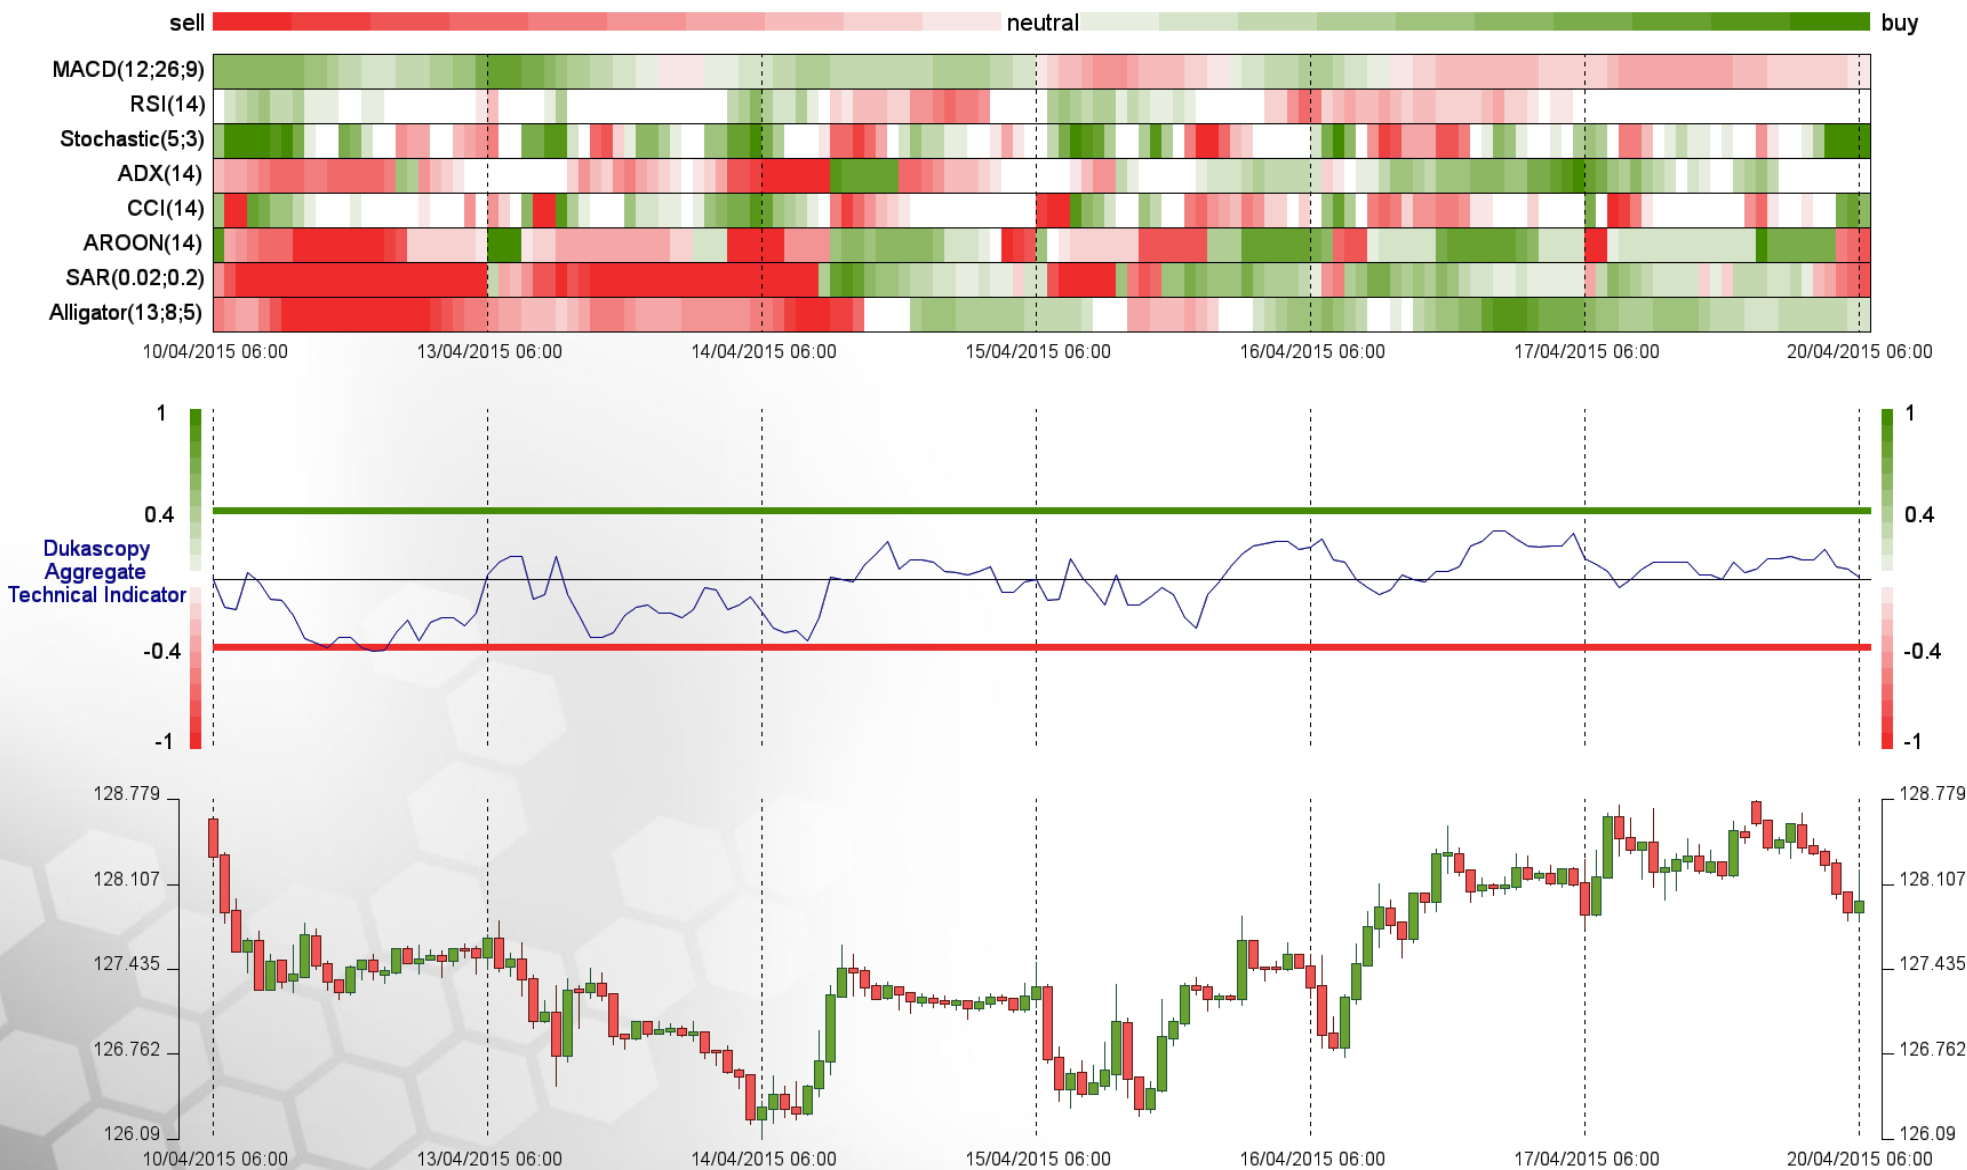 sell neutral buy
MACD(12;26;9)
RSI(14)
Stochastic(5;3)
ADX(14)
CCI(14)
AROON(14)
SAR(0.02;0.2)
Alligator(13;8;5)
10/04/2015 06:00 13/04/2015 06:00 14/04/2015 06:00 15/04/2015 06:00 16/04/2015 06:00 17/04/2015 06:00 20/04/2015 06:00
1 1
0.4 0.4
Dukascopy
Aggregate
Technical Indicator
-0.4 -0.4
-1 -1
128.779 128.779
128.107 128.107
127.435 127.435
126.762 126.762
126.09 126.09
10/04/2015 06:00 13/04/2015 06:00 14/04/2015 06:00 15/04/2015 06:00 16/04/2015 06:00 17/04/2015 06:00 20/04/2015 06:00